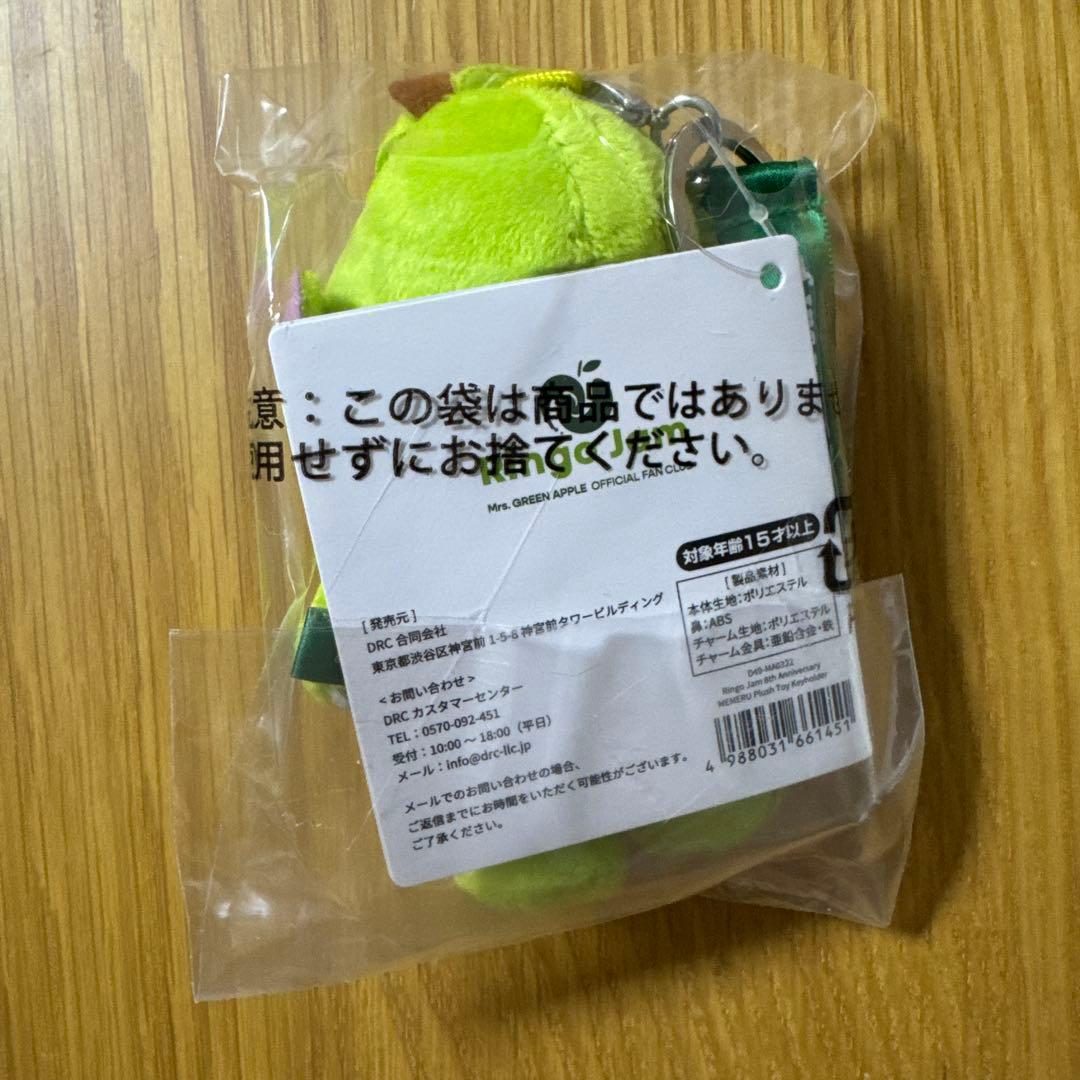 意：この袋は商品ではありませ
用せずにお捨てください。
Ringo Jam
Mrs. GREEN APPLE OFFICIAL FAN CLUB
対象年齢15才以上
[製品素材]
本体生地：ポリエステル
鼻：ABS
チャーム生地：ポリエステル
チャーム金具：亜鉛合金・鉄
D49-MA0322
Ringo Jam 8th Anniversary
MEMERU Plush Toy Keyholder
4 988031 661451
[発売元]
DRC 合同会社
東京都渋谷区神宮前 1-5-8 神宮前タワービルディング
<お問い合わせ>
DRC カスタマーセンター
TEL：0570-092-451
受付：10:00～18:00（平日）
メール：info@drc-llc.jp
メールでのお問い合わせの場合、
ご返信までにお時間をいただく可能性がございます。
ご了承ください。